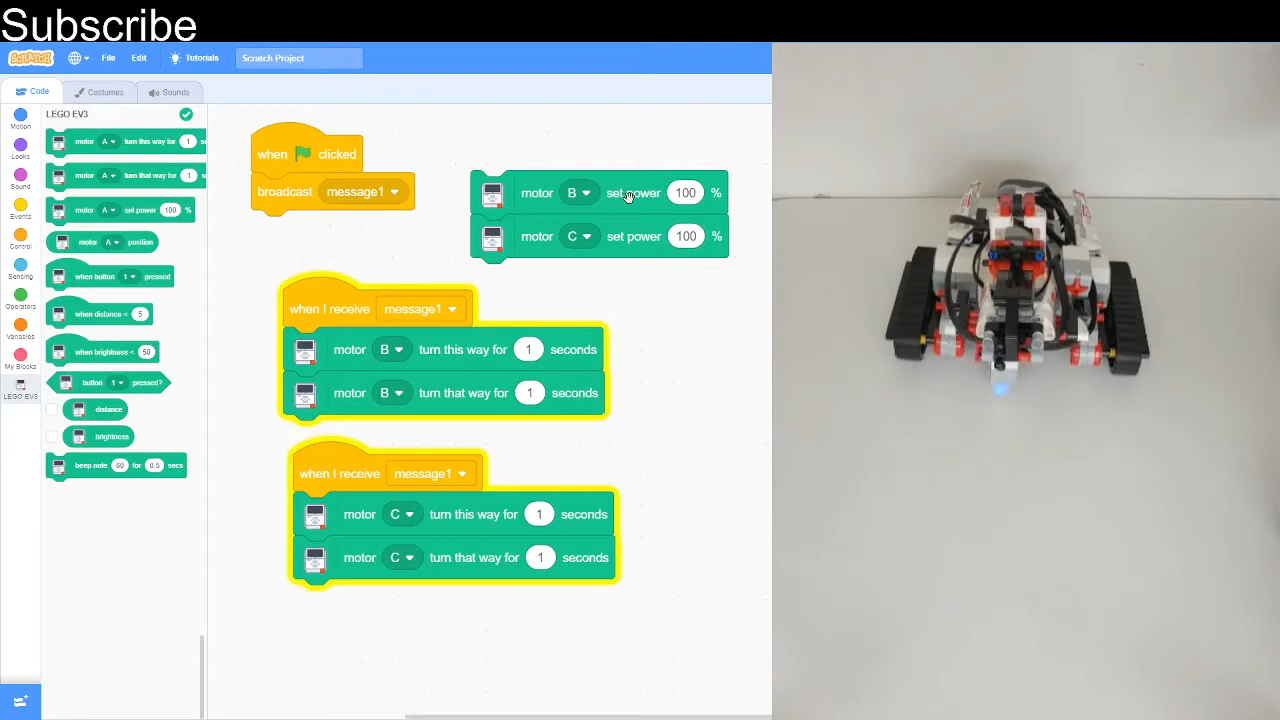 Subscribe
SCRATCH File Edit Tutorials Scratch Project
Code Costumes Sounds
LEGO EV3
Motion
Looks
Sound
Events
Control
Sensing
Operators
Variables
My Blocks
LEGO EV3
motor A turn this way for 1 se
motor A turn that way for 1 se
motor A set power 100 %
motor A position
when button 1 pressed
when distance < 5
when brightness < 50
button 1 pressed?
distance
brightness
beep note 60 for 0.5 secs
when clicked
broadcast message1
motor B set power 100 %
motor C set power 100 %
when I receive message1
motor B turn this way for 1 seconds
motor B turn that way for 1 seconds
when I receive message1
motor C turn this way for 1 seconds
motor C turn that way for 1 seconds